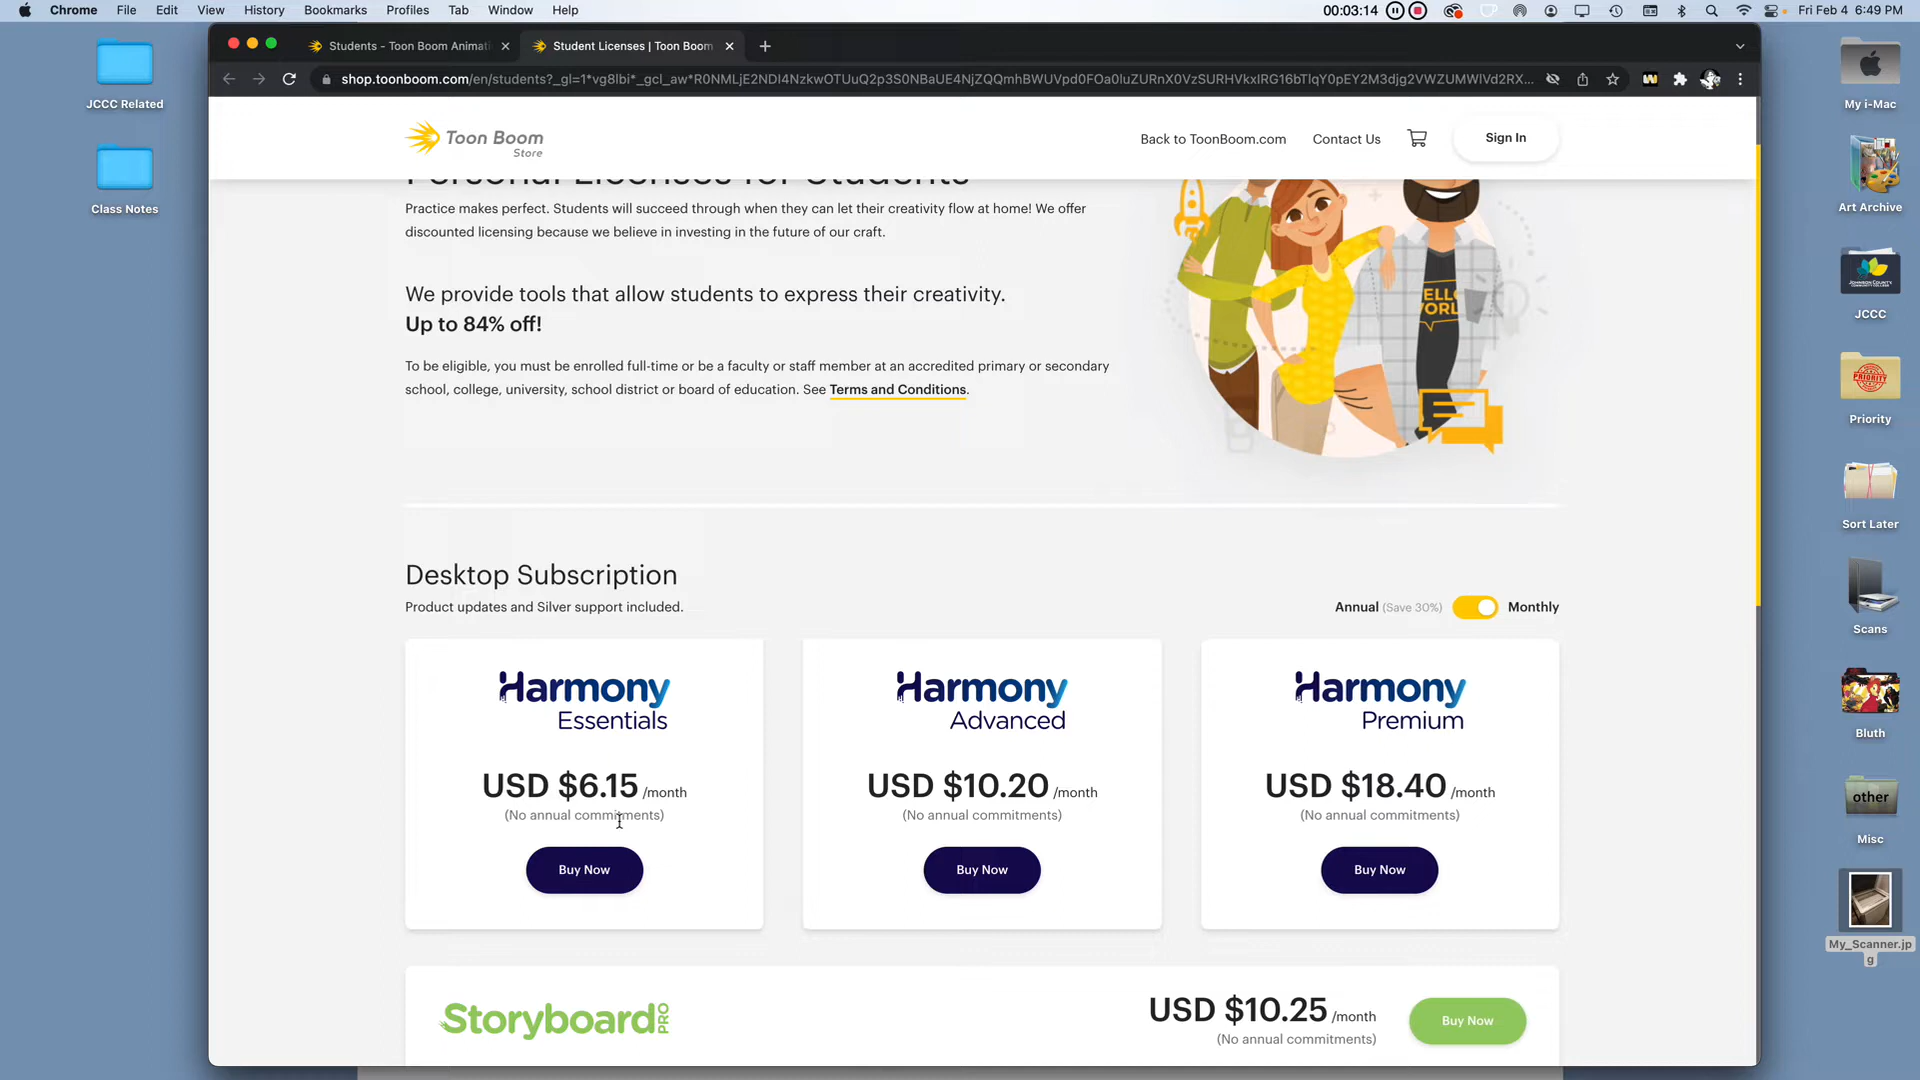 Chrome File Edit View History Bookmarks Profiles Tab Window Help 00:03:14 Fri Feb 4 6:49 PM
Students - Toon Boom Animati
Student Licenses | Toon Boom
Toon Boom
Store
Back to ToonBoom.com Contact Us Sign In
Personal Licenses for Students
Practice makes perfect. Students will succeed through when they can let their creativity flow at home! We offer
discounted licensing because we believe in investing in the future of our craft.
We provide tools that allow students to express their creativity.
Up to 84% off!
To be eligible, you must be enrolled full-time or be a faculty or staff member at an accredited primary or secondary
school, college, university, school district or board of education. See Terms and Conditions.
Desktop Subscription
Product updates and Silver support included.
Annual (Save 30%) Monthly
Harmony
Essentials
USD $6.15 /month
(No annual commitments)
Buy Now
Harmony
Advanced
USD $10.20 /month
(No annual commitments)
Buy Now
Harmony
Premium
USD $18.40 /month
(No annual commitments)
Buy Now
Storyboard PRO
USD $10.25 /month
(No annual commitments)
Buy Now
JCCC Related
Class Notes
My i-Mac
Art Archive
JCCC
PRIORITY
Priority
Sort Later
Scans
Bluth
other
Misc
My_Scanner.jp
g